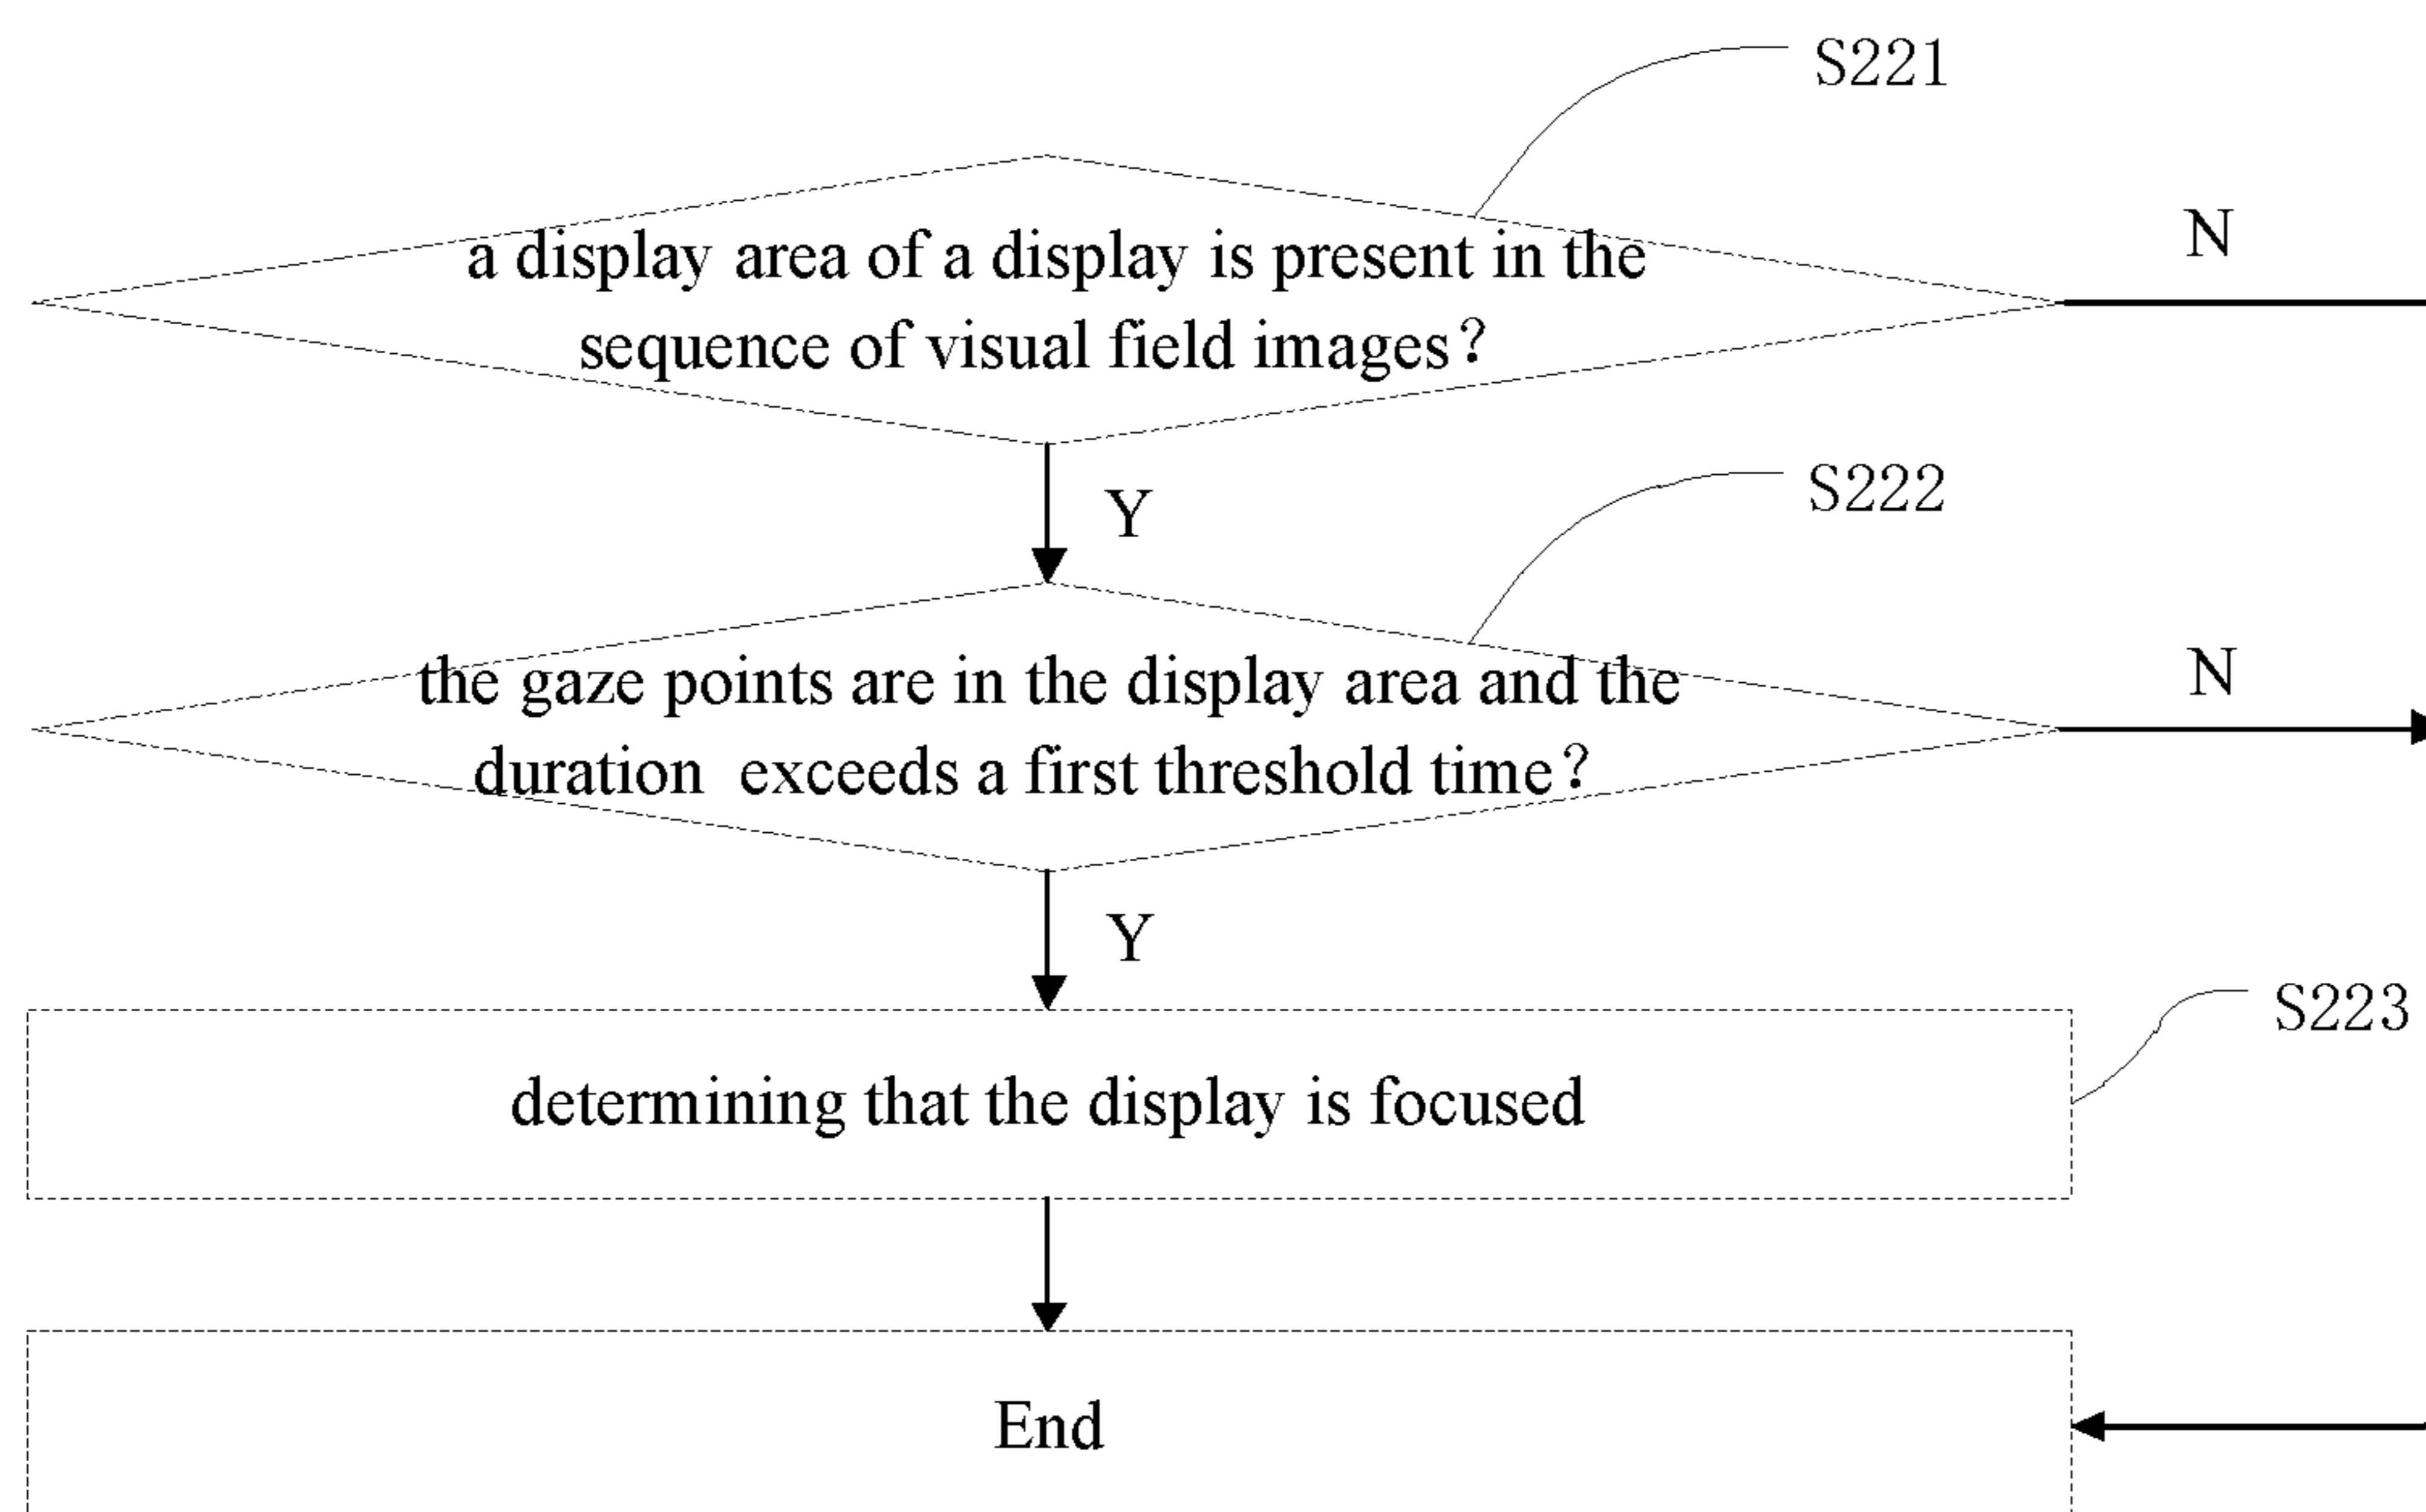 S221
a display area of a display is present in the
sequence of visual field images?
N
Y
S222
the gaze points are in the display area and the
duration exceeds a first threshold time?
N
Y
S223
determining that the display is focused
End